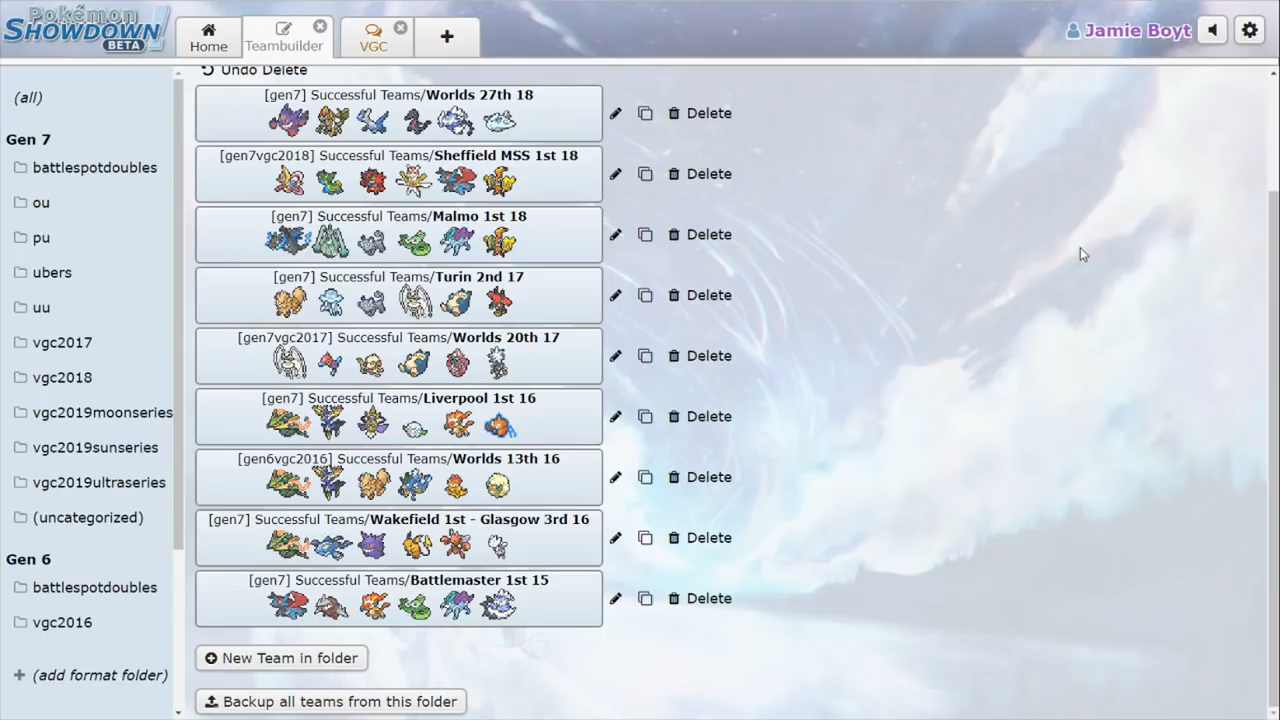 Pokémon
SHOWDOWN!
BETA
Home
Teambuilder
VGC
Jamie Boyt
(all)
Gen 7
battlespotdoubles
ou
pu
ubers
uu
vgc2017
vgc2018
vgc2019moonseries
vgc2019sunseries
vgc2019ultraseries
(uncategorized)
Gen 6
battlespotdoubles
vgc2016
(add format folder)
Undo Delete
[gen7] Successful Teams/Worlds 27th 18
Delete
[gen7vgc2018] Successful Teams/Sheffield MSS 1st 18
Delete
[gen7] Successful Teams/Malmo 1st 18
Delete
[gen7] Successful Teams/Turin 2nd 17
Delete
[gen7vgc2017] Successful Teams/Worlds 20th 17
Delete
[gen7] Successful Teams/Liverpool 1st 16
Delete
[gen6vgc2016] Successful Teams/Worlds 13th 16
Delete
[gen7] Successful Teams/Wakefield 1st - Glasgow 3rd 16
Delete
[gen7] Successful Teams/Battlemaster 1st 15
Delete
New Team in folder
Backup all teams from this folder